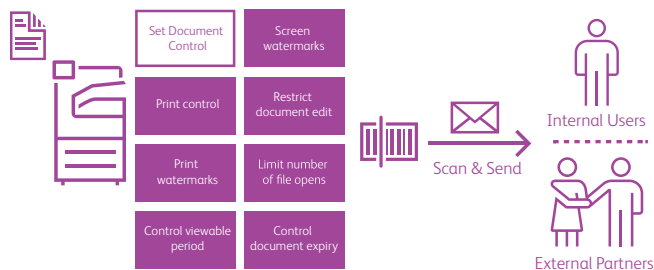 Set Document
Control
Screen
watermarks
Print control
Restrict
document edit
Print
watermarks
Limit number
of file opens
Control viewable
period
Control
document expiry
Scan & Send
Internal Users
External Partners